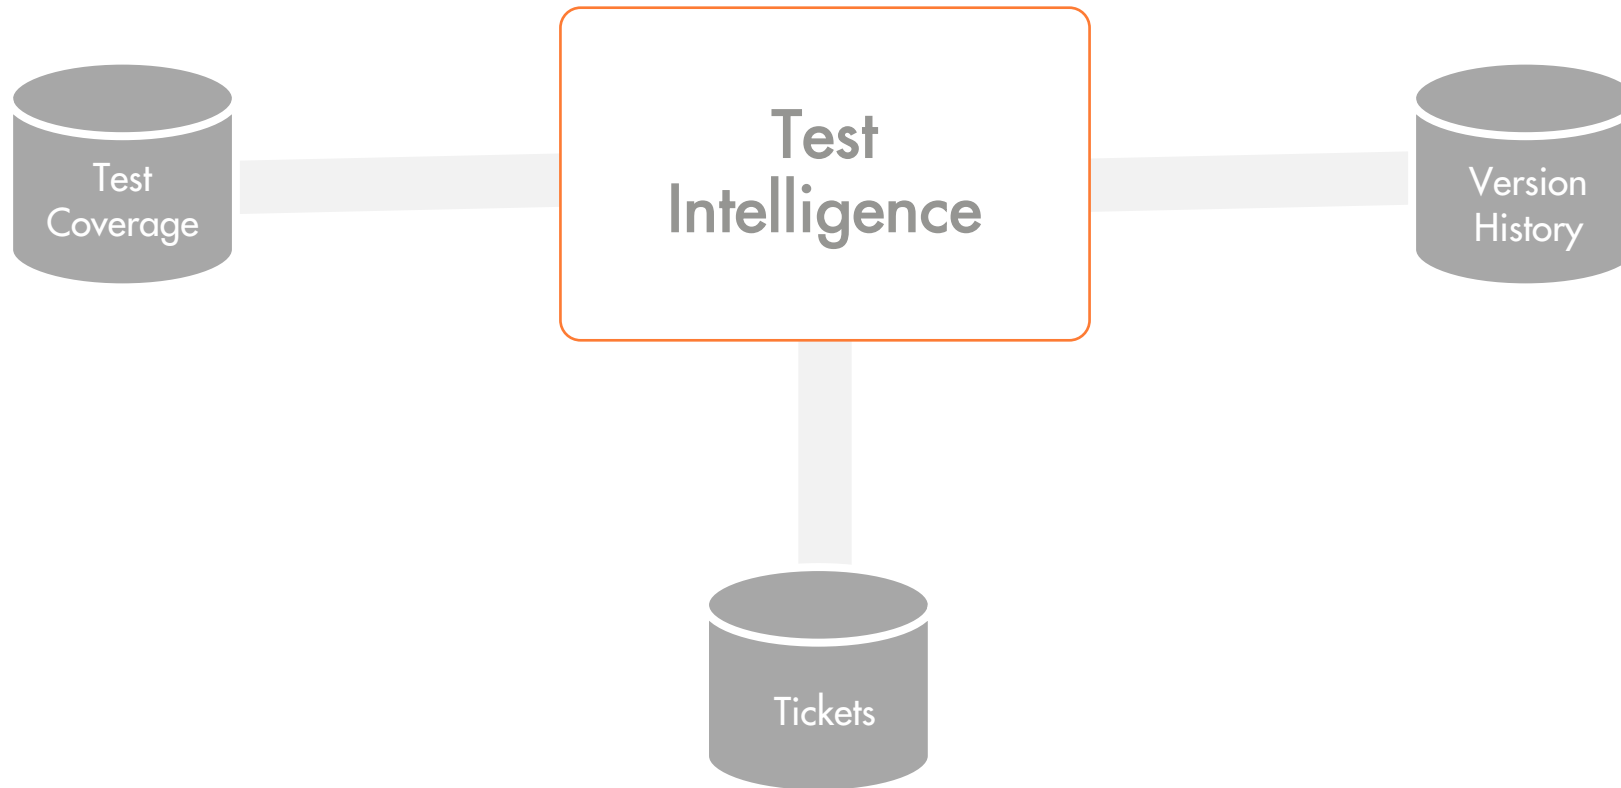 Test
Intelligence
Test
Coverage
Version
History
Tickets